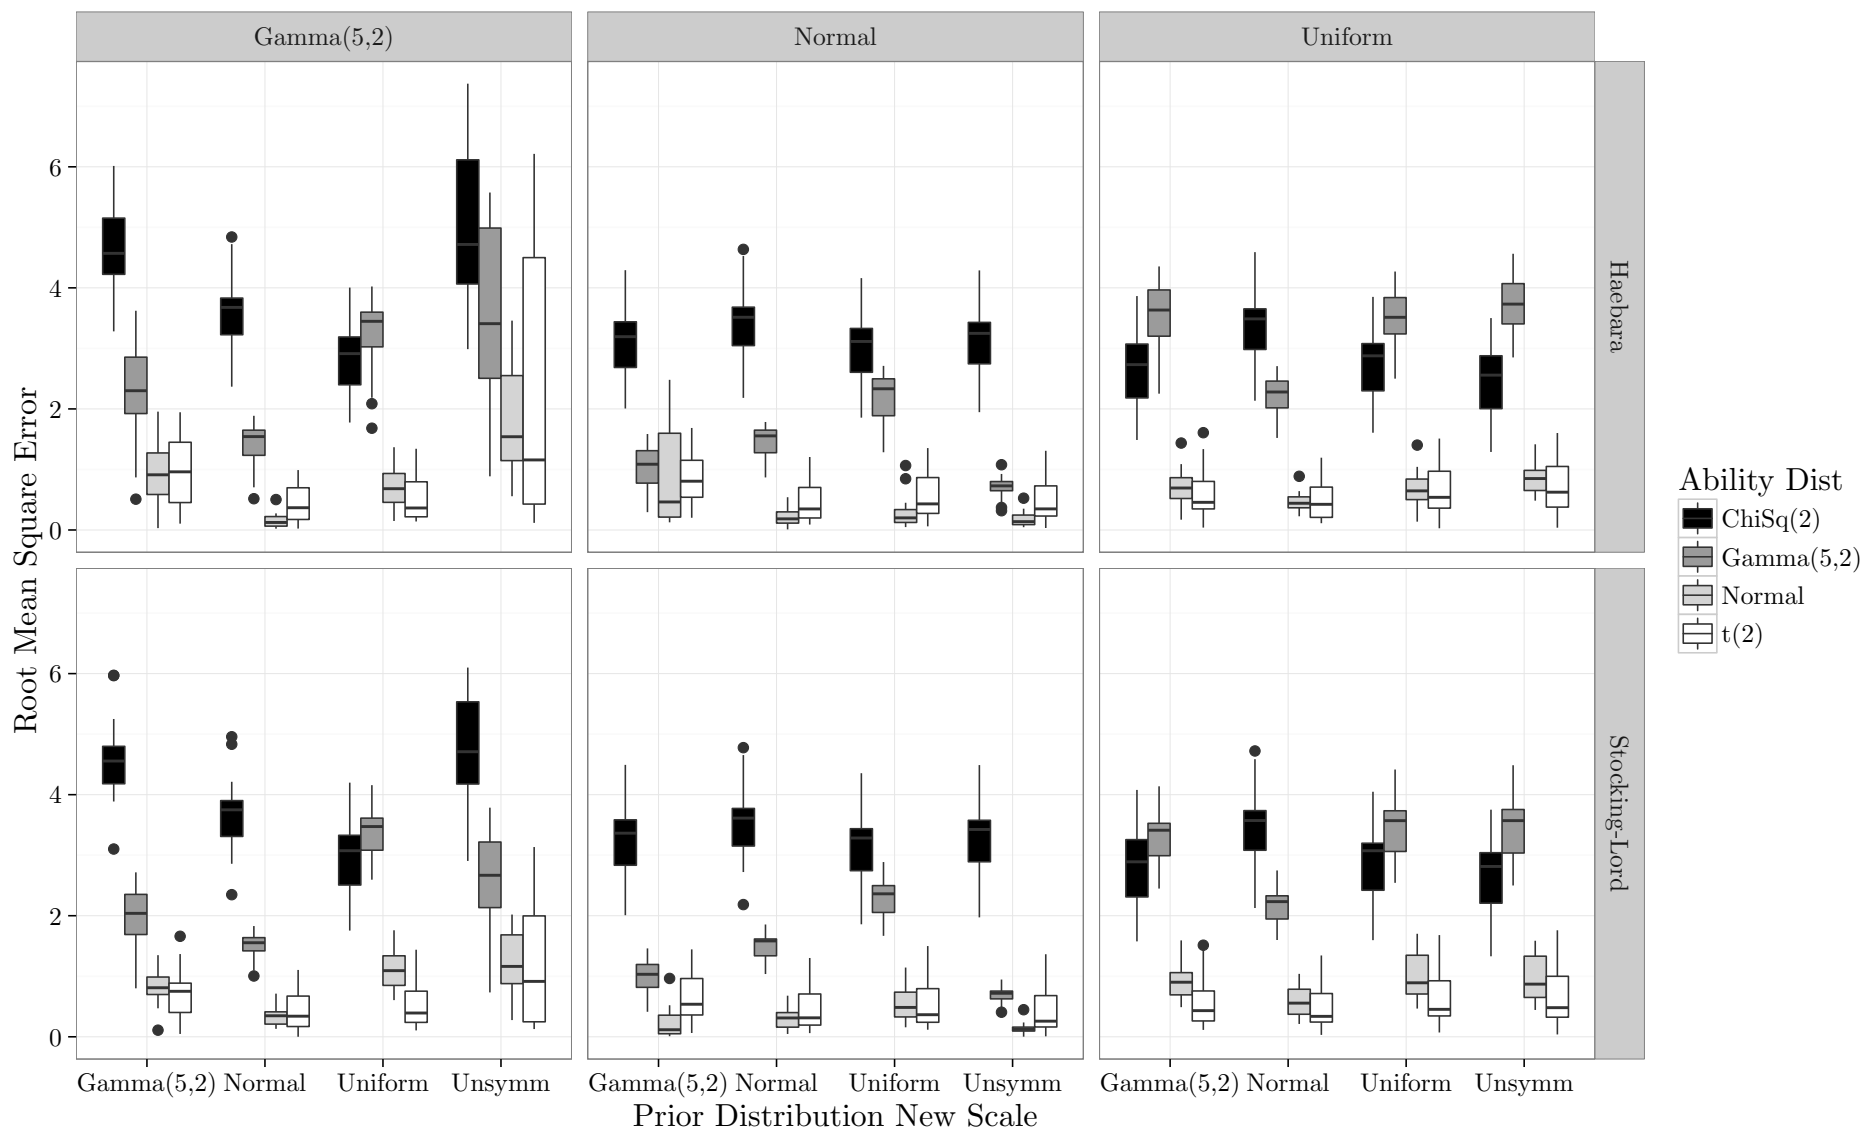 Gamma(5,2) Normal Uniform
Haebara
6
4
2
0
Root Mean Square Error
Stocking-Lord
6
4
2
0
Gamma(5,2) Normal Uniform Unsymm Gamma(5,2) Normal Uniform Unsymm Gamma(5,2) Normal Uniform Unsymm
Prior Distribution New Scale
Ability Dist
ChiSq(2)
Gamma(5,2)
Normal
t(2)